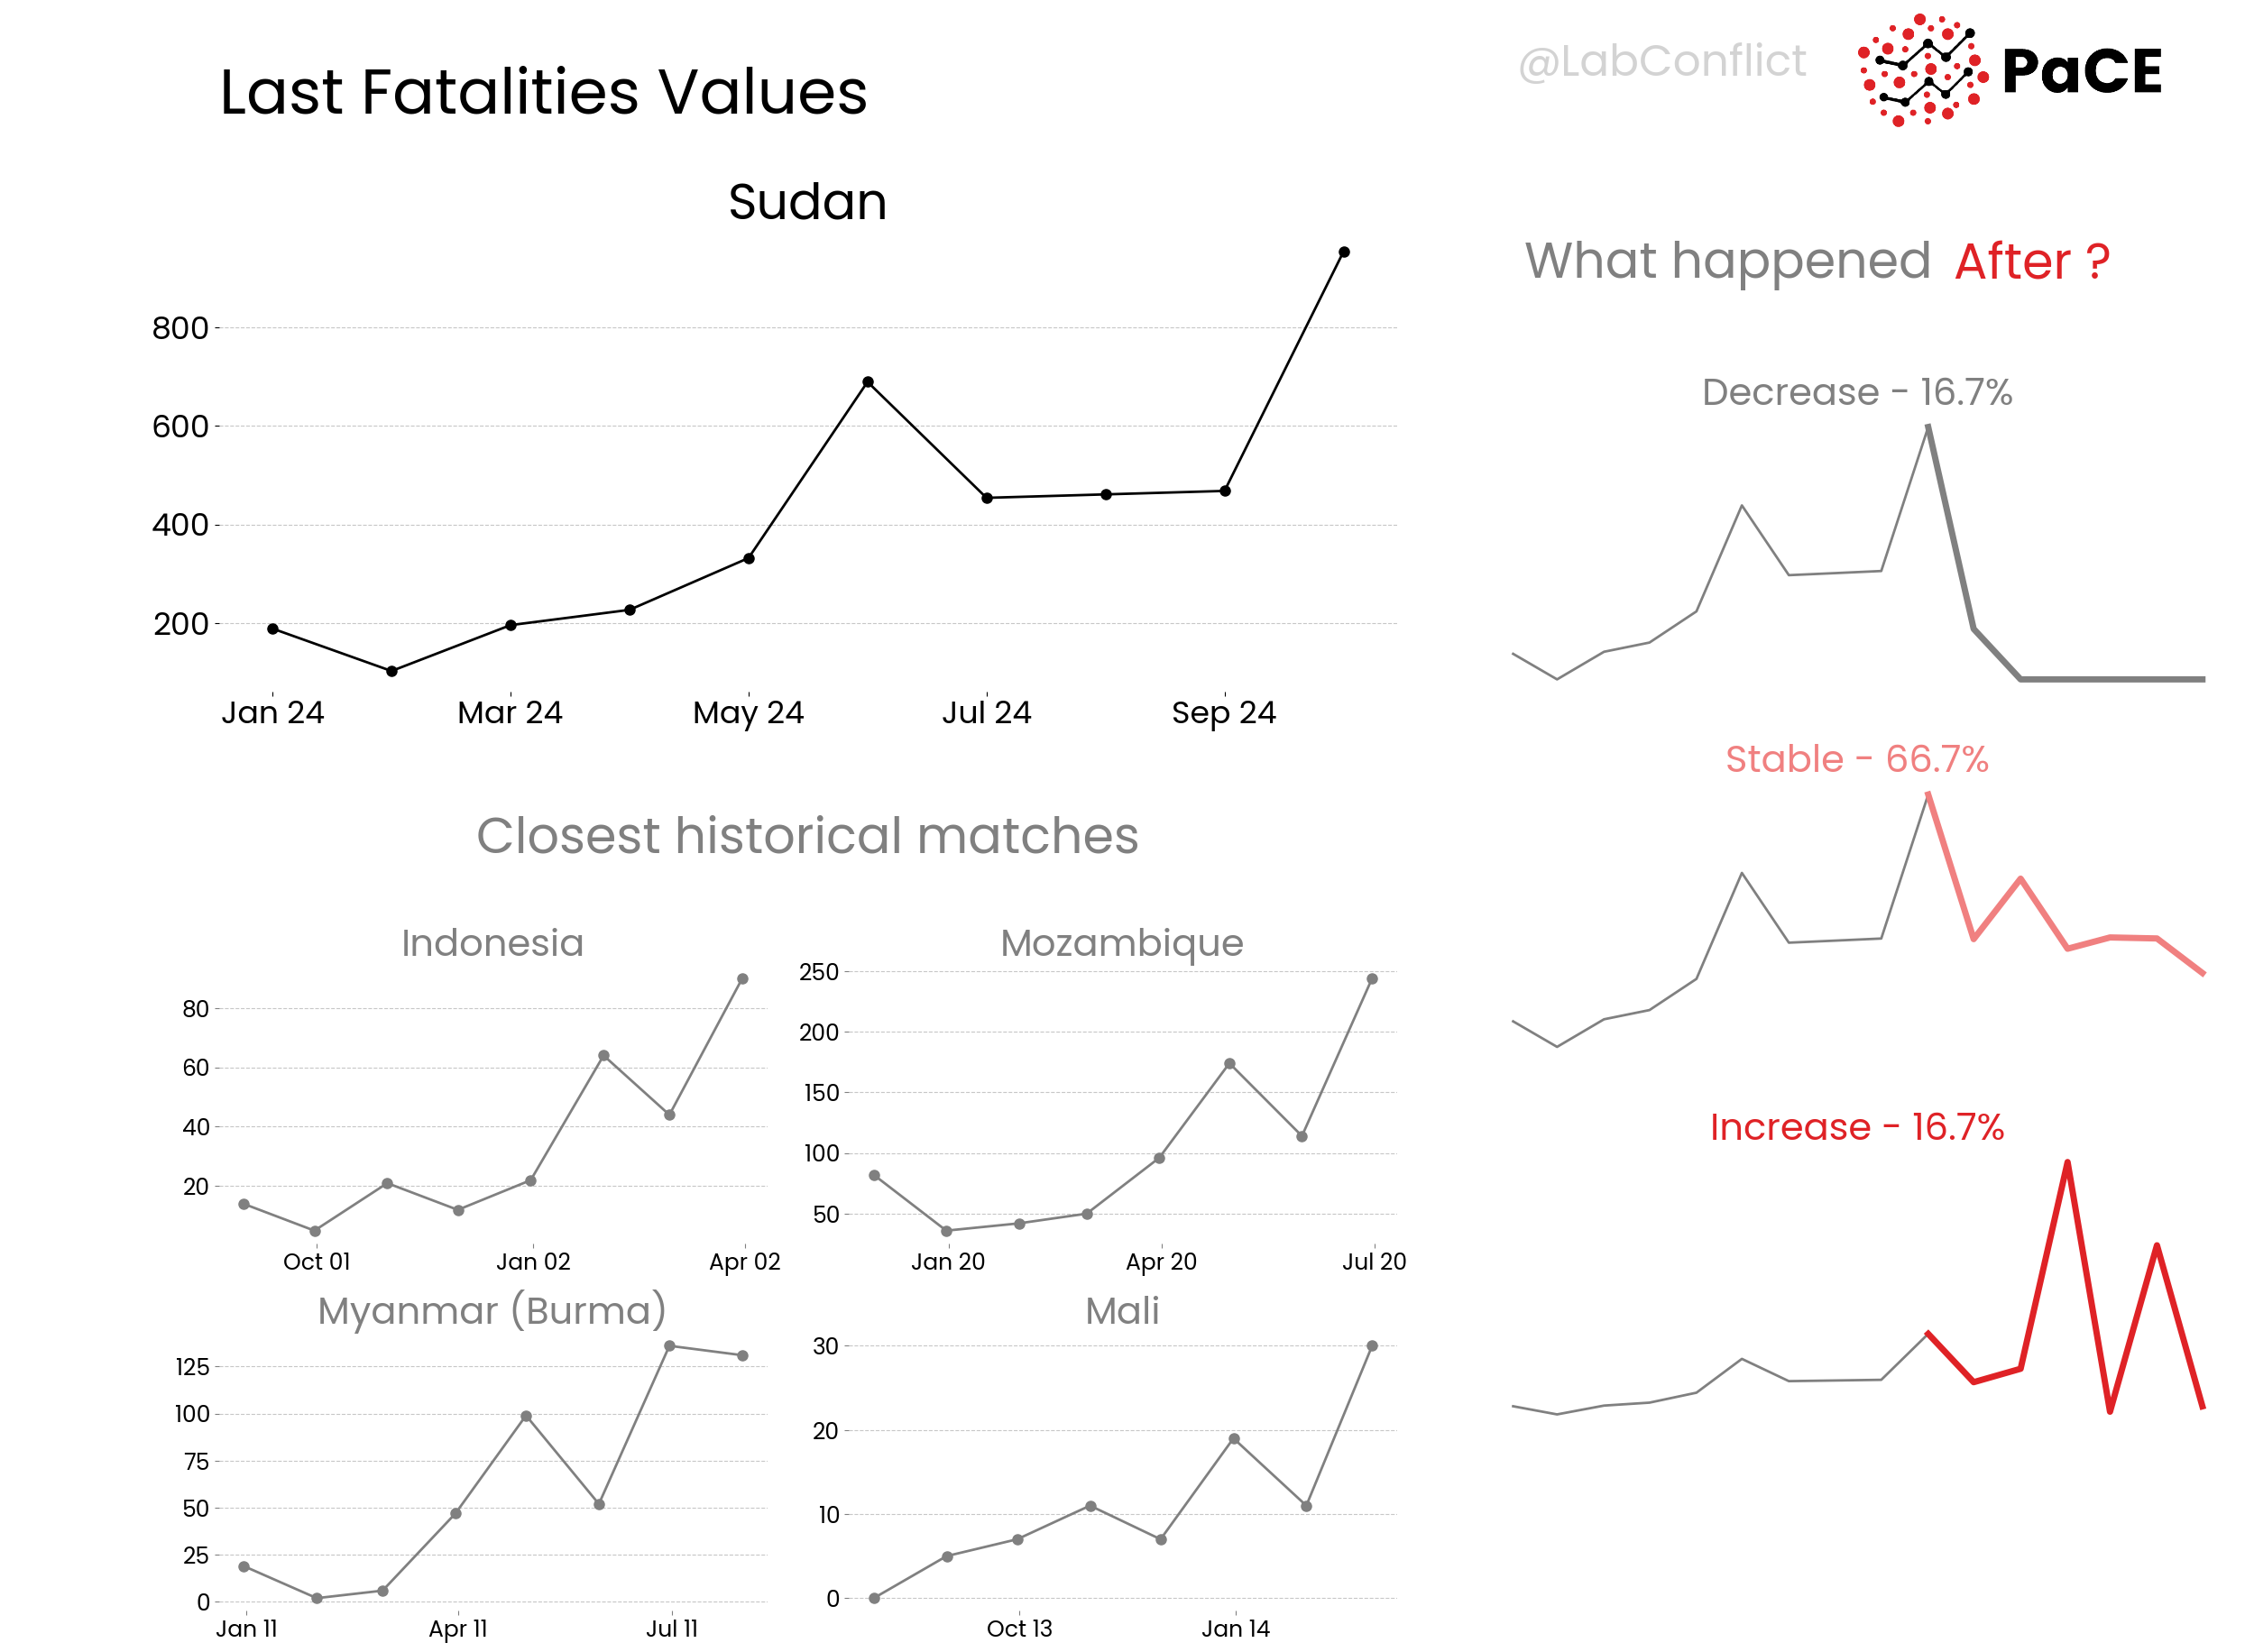 @LabConflict
PaCE
Last Fatalities Values
Sudan
800
600
400
200
Jan 24 Mar 24 May 24 Jul 24 Sep 24
What happened After ?
Decrease - 16.7%
Stable - 66.7%
Increase - 16.7%
Closest historical matches
Indonesia
80
60
40
20
Oct 01 Jan 02 Apr 02
Mozambique
250
200
150
100
50
Jan 20 Apr 20 Jul 20
Myanmar (Burma)
125
100
75
50
25
0
Jan 11 Apr 11 Jul 11
Mali
30
20
10
0
Oct 13 Jan 14